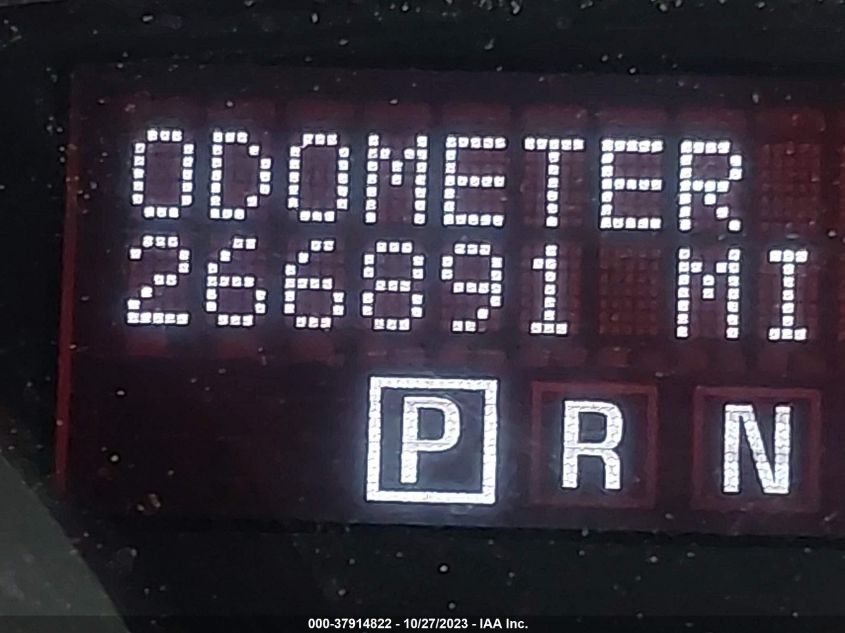 ODOMETER
266891 MI
P R N
000-37914822 - 10/27/2023 - IAA Inc.